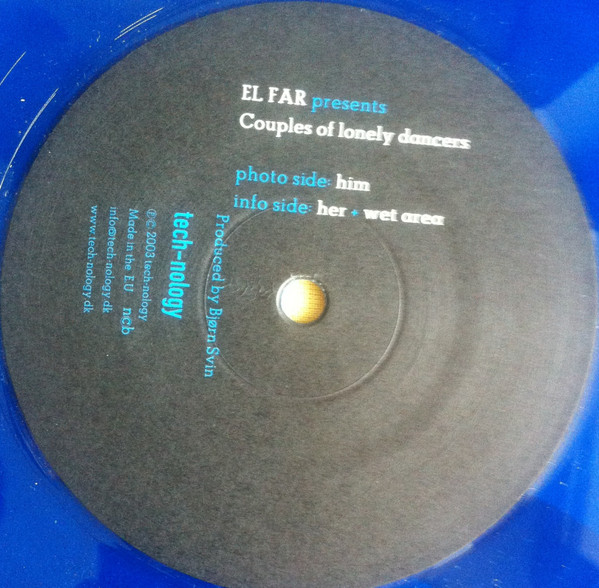 EL FAR presents
Couples of lonely dancers
photo side: him
info side: her + wet area
Produced by Bjørn Svin
tech-nology
℗© 2003 tech-nology
Made in the E.U ncb
info@tech-nology.dk
www.tech-nology.dk